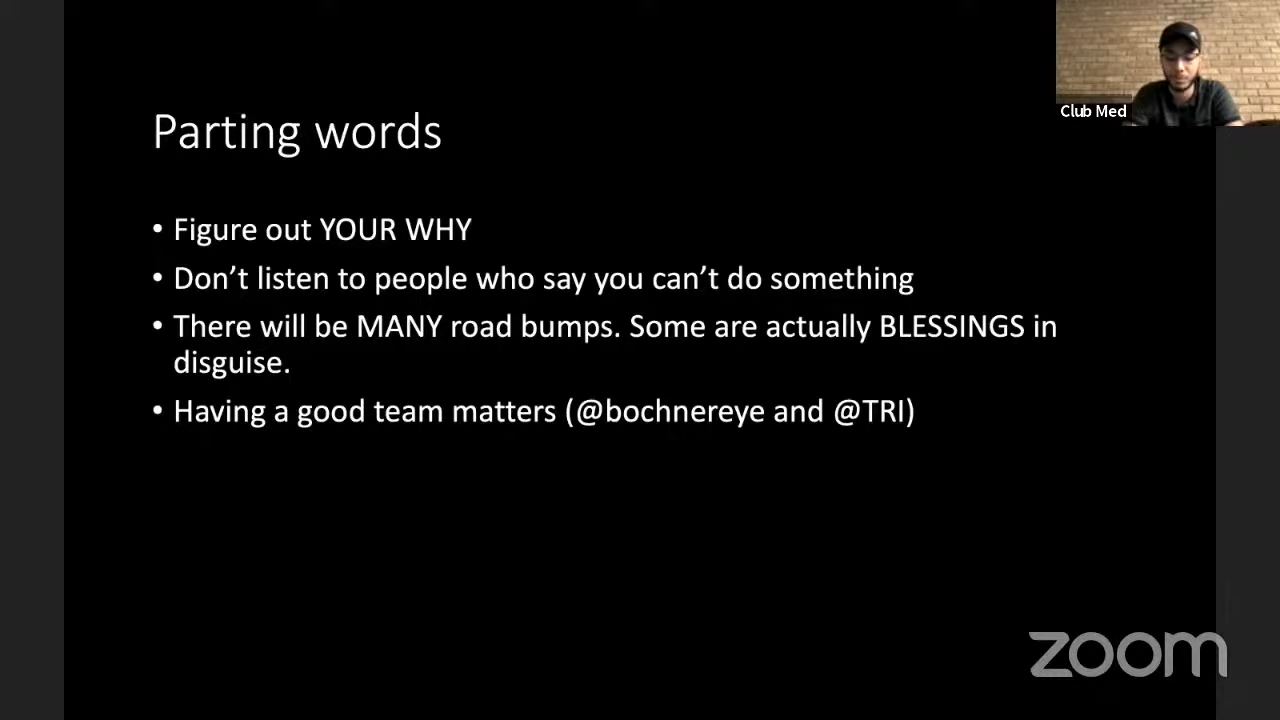 Club Med
Parting words
• Figure out YOUR WHY
• Don’t listen to people who say you can’t do something
• There will be MANY road bumps. Some are actually BLESSINGS in
disguise.
• Having a good team matters (@bochnereye and @TRI)
zoom